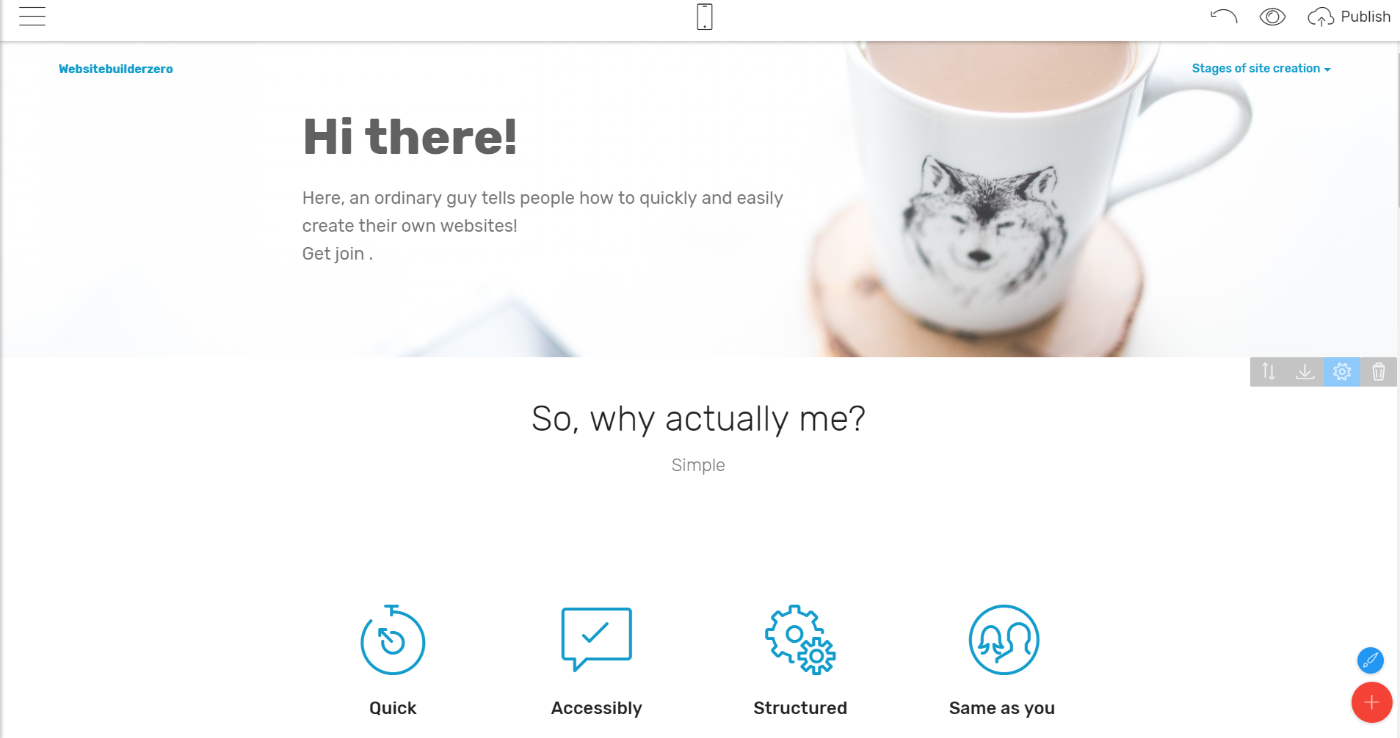 Publish
Websitebuilderzero
Stages of site creation
Hi there!
Here, an ordinary guy tells people how to quickly and easily
create their own websites!
Get join .
So, why actually me?
Simple
Quick
Accessibly
Structured
Same as you